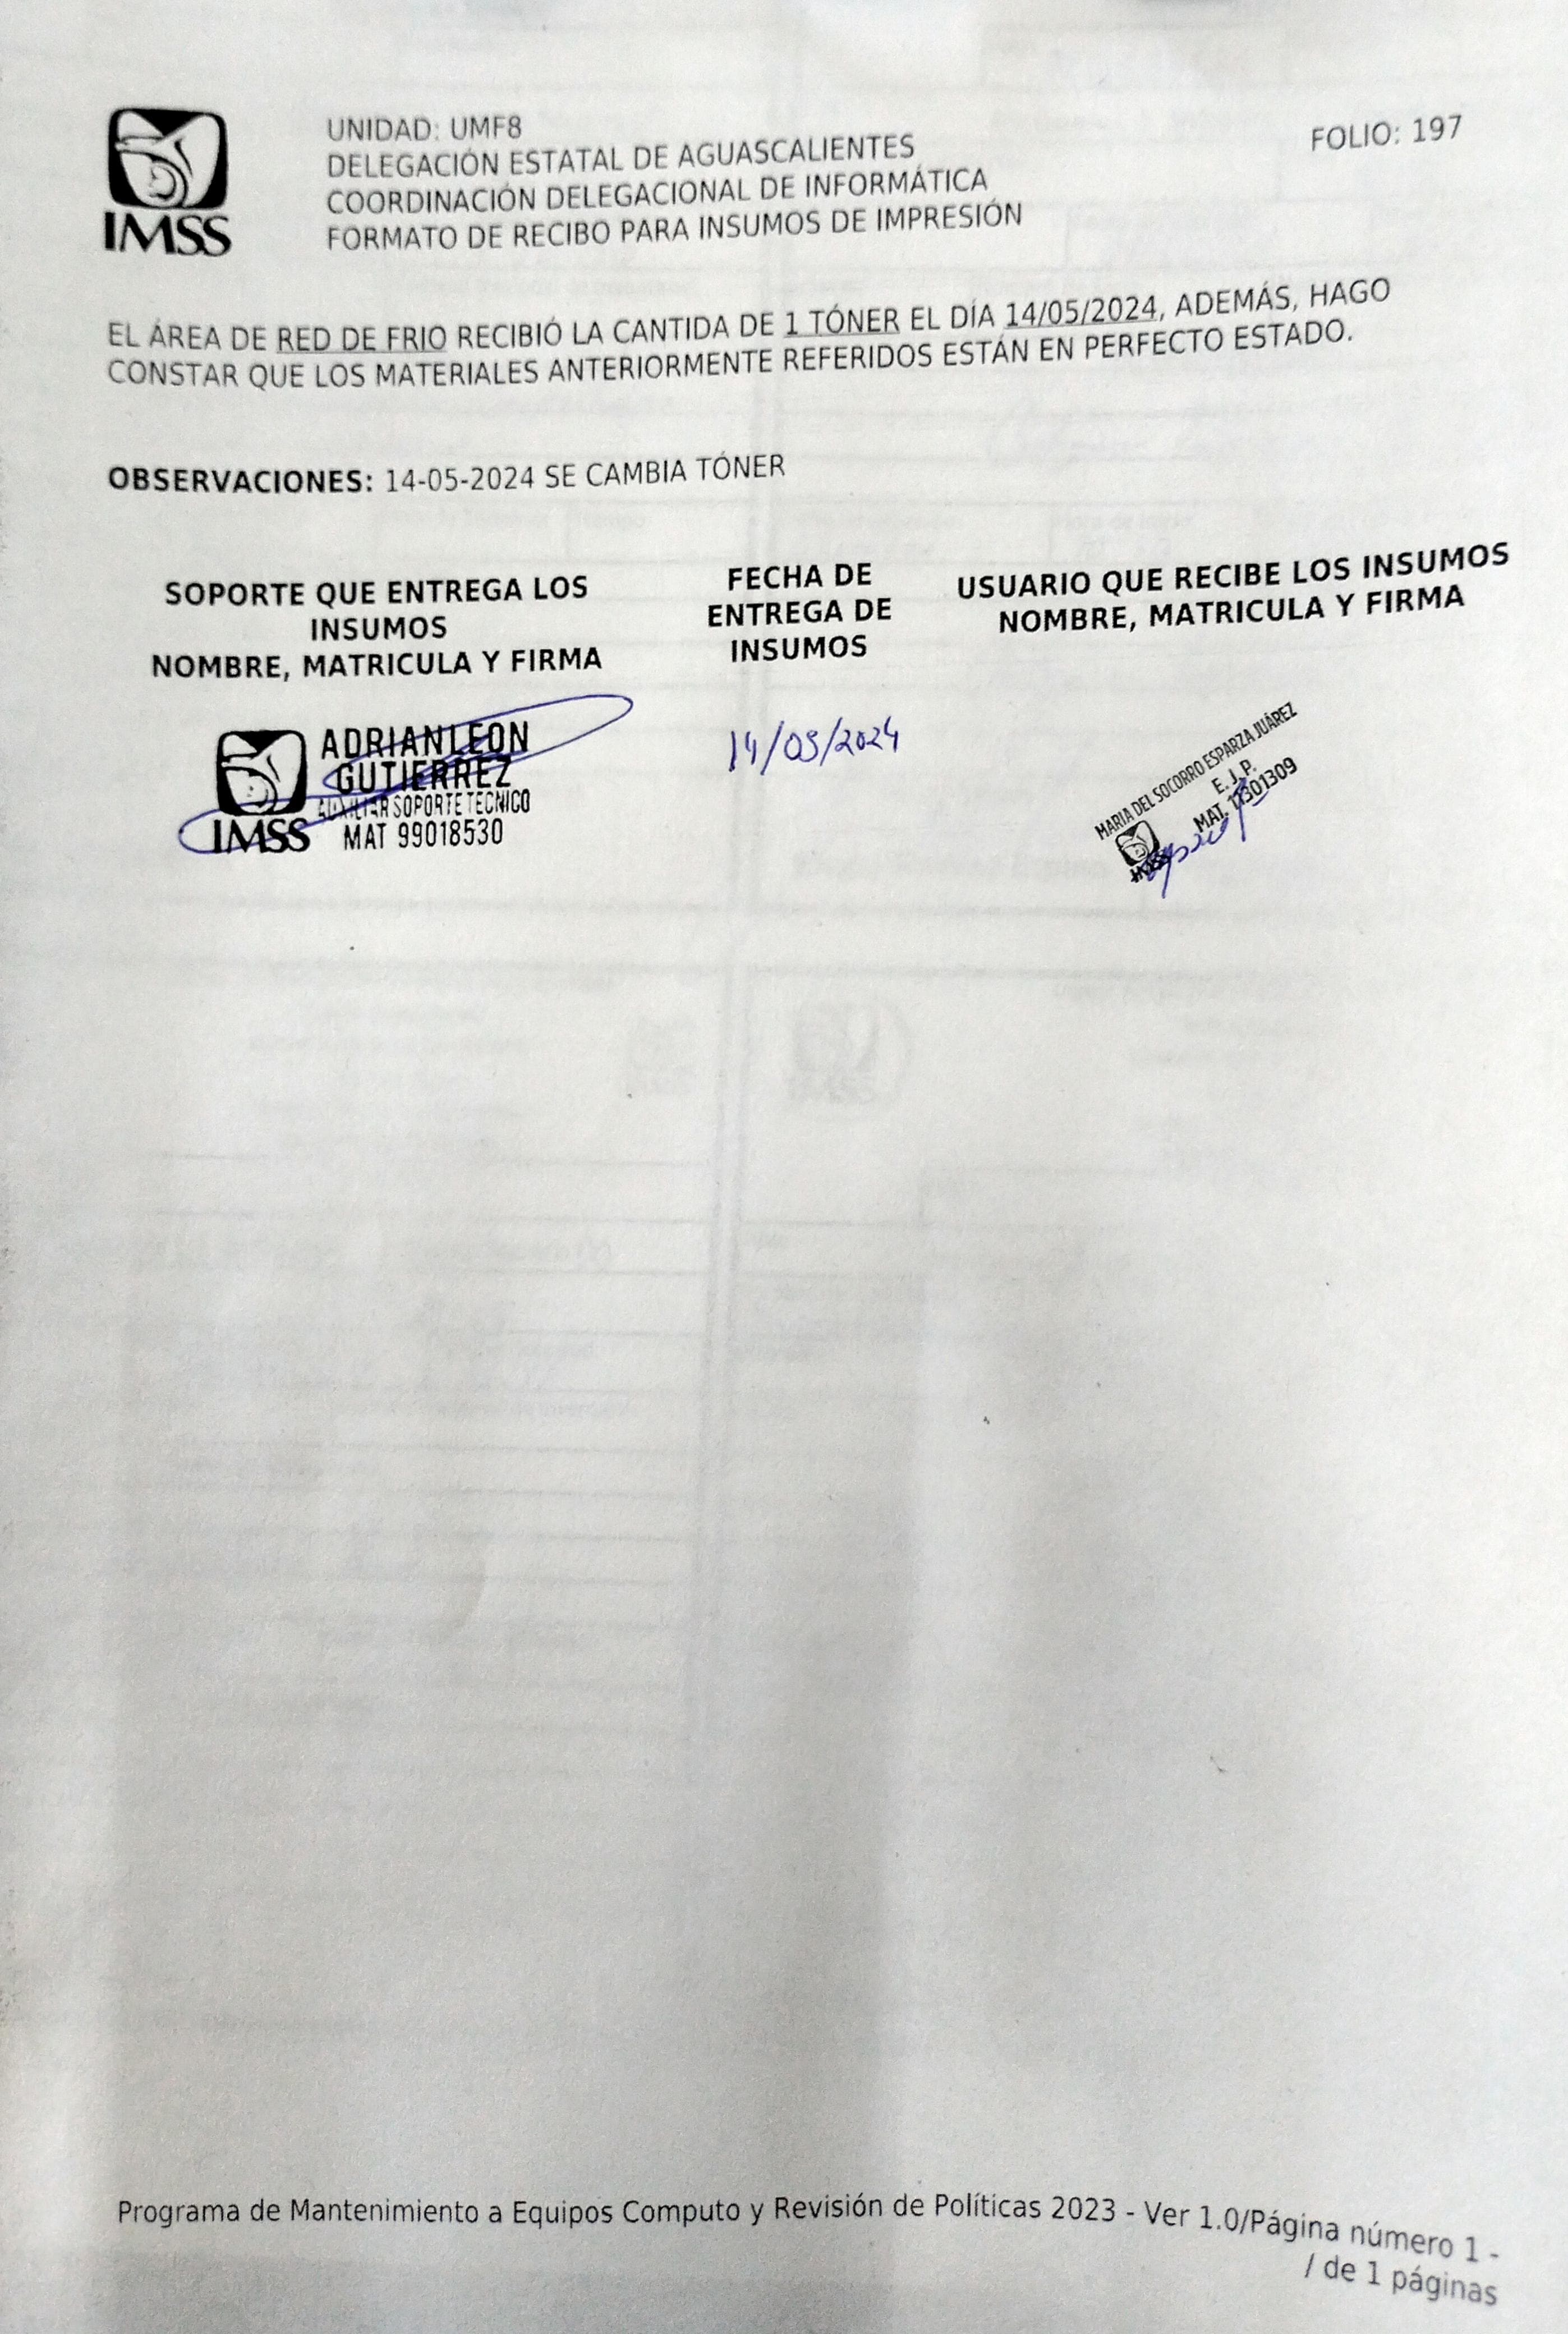 IMSS
UNIDAD: UMF8
DELEGACIÓN ESTATAL DE AGUASCALIENTES
COORDINACIÓN DELEGACIONAL DE INFORMÁTICA
FORMATO DE RECIBO PARA INSUMOS DE IMPRESIÓN
FOLIO: 197
EL ÁREA DE RED DE FRIO RECIBIÓ LA CANTIDA DE 1 TÓNER EL DÍA 14/05/2024, ADEMÁS, HAGO
CONSTAR QUE LOS MATERIALES ANTERIORMENTE REFERIDOS ESTÁN EN PERFECTO ESTADO.
OBSERVACIONES: 14-05-2024 SE CAMBIA TÓNER
SOPORTE QUE ENTREGA LOS
INSUMOS
NOMBRE, MATRICULA Y FIRMA
FECHA DE
ENTREGA DE
INSUMOS
USUARIO QUE RECIBE LOS INSUMOS
NOMBRE, MATRICULA Y FIRMA
IMSS
ADRIAN LEON
GUTIERREZ
AUXILIAR SOPORTE TECNICO
MAT 99018530
14/05/2024
MARIA DEL SOCORRO ESPARZA JUÁREZ
E. J. P.
MAT. 11301309
IMSS
Programa de Mantenimiento a Equipos Computo y Revisión de Políticas 2023 - Ver 1.0/Página número 1 -
/ de 1 páginas